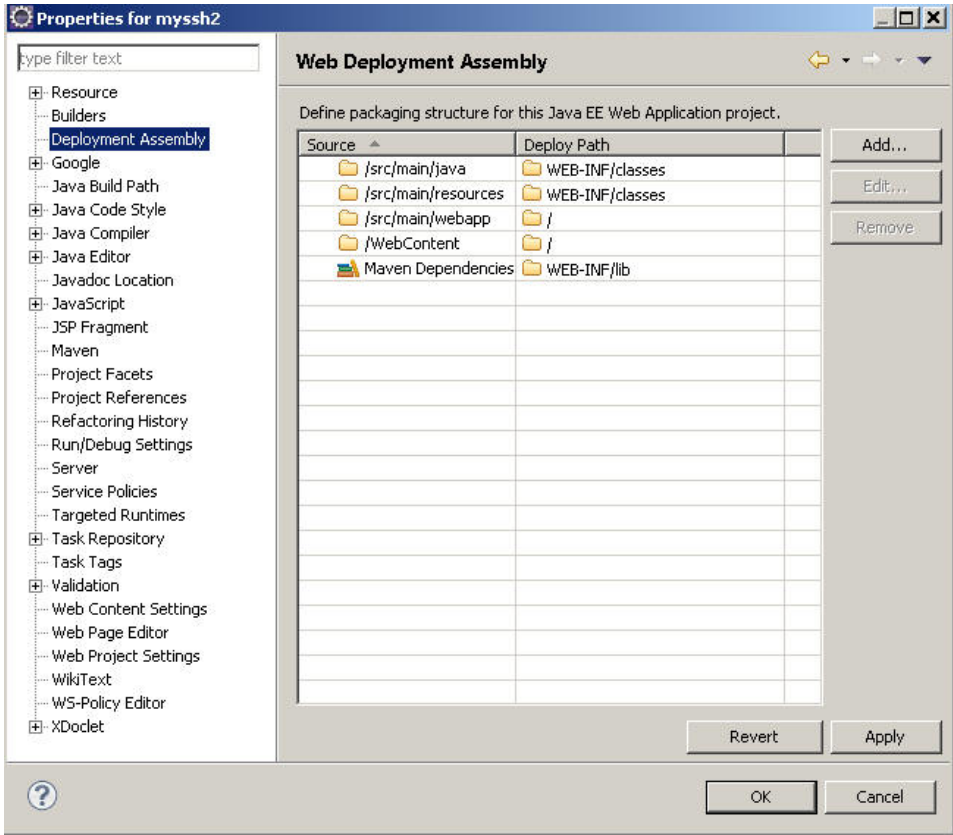 Properties for myssh2
type filter text
Resource
Builders
Deployment Assembly
Google
Java Build Path
Java Code Style
Java Compiler
Java Editor
Javadoc Location
JavaScript
JSP Fragment
Maven
Project Facets
Project References
Refactoring History
Run/Debug Settings
Server
Service Policies
Targeted Runtimes
Task Repository
Task Tags
Validation
Web Content Settings
Web Page Editor
Web Project Settings
WikiText
WS-Policy Editor
XDoclet
Web Deployment Assembly
Define packaging structure for this Java EE Web Application project.
Source Deploy Path
/src/main/java WEB-INF/classes
/src/main/resources WEB-INF/classes
/src/main/webapp /
/WebContent /
Maven Dependencies WEB-INF/lib
Add...
Edit...
Remove
Revert Apply
OK Cancel